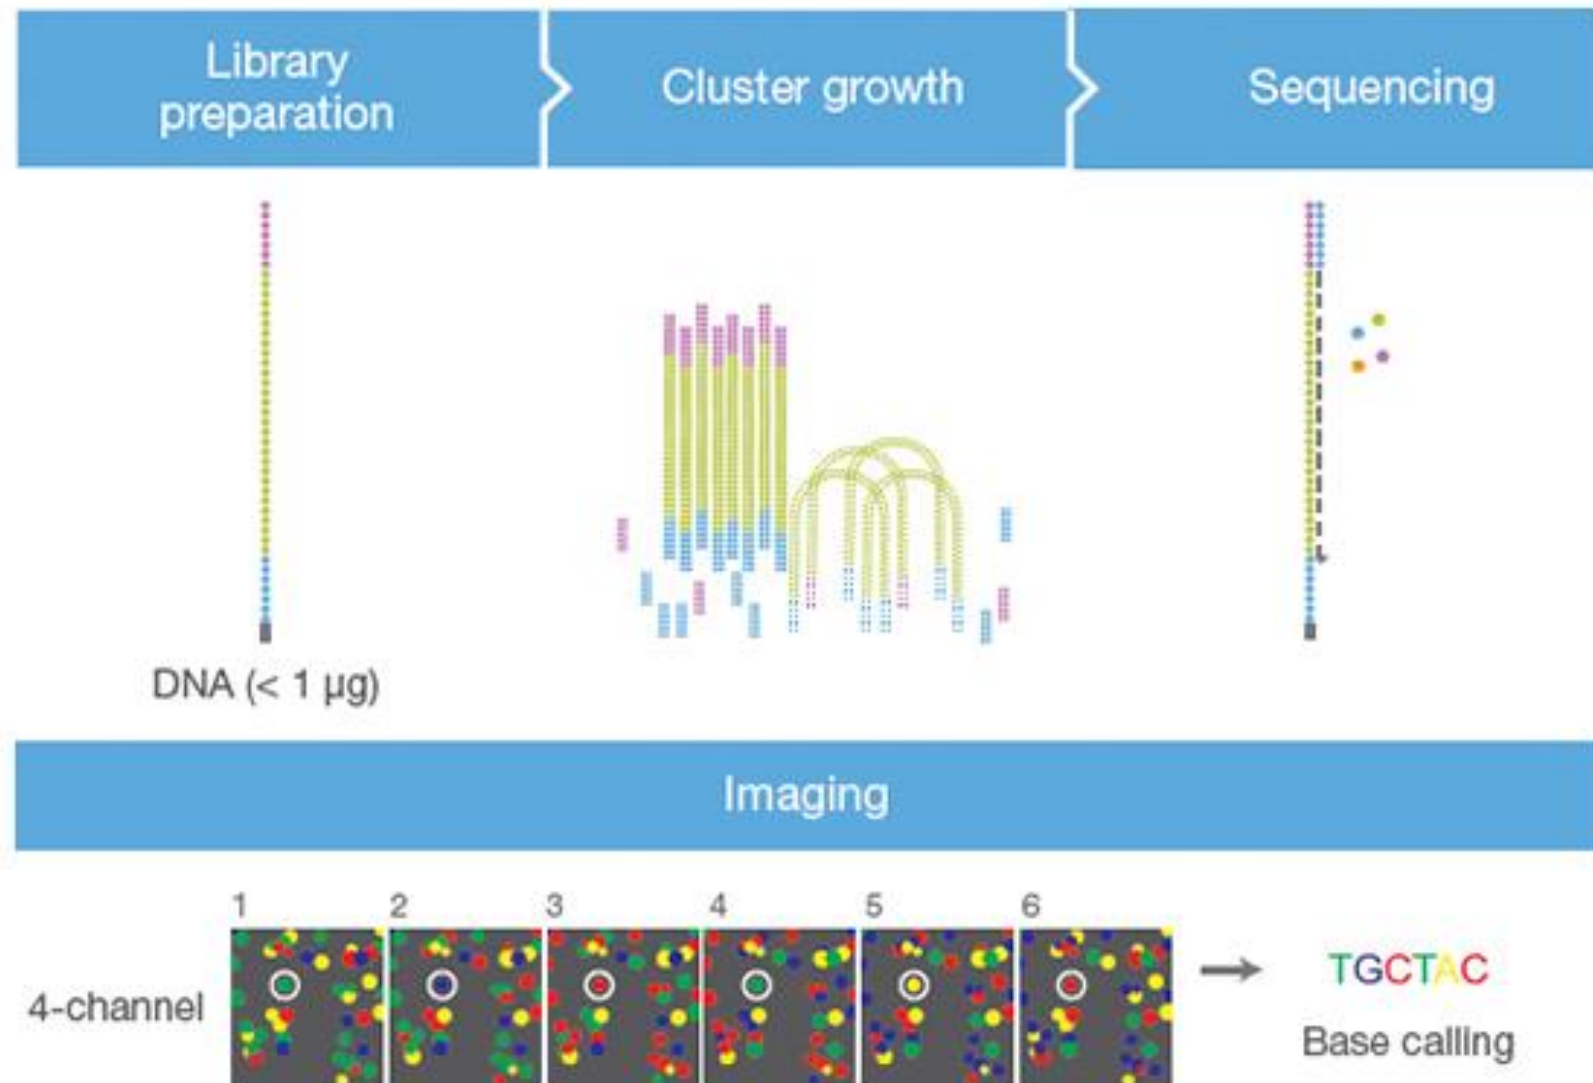 Library
preparation
Cluster growth
Sequencing
DNA (< 1 µg)
Imaging
1 2 3 4 5 6
4-channel
TGCTAC
Base calling